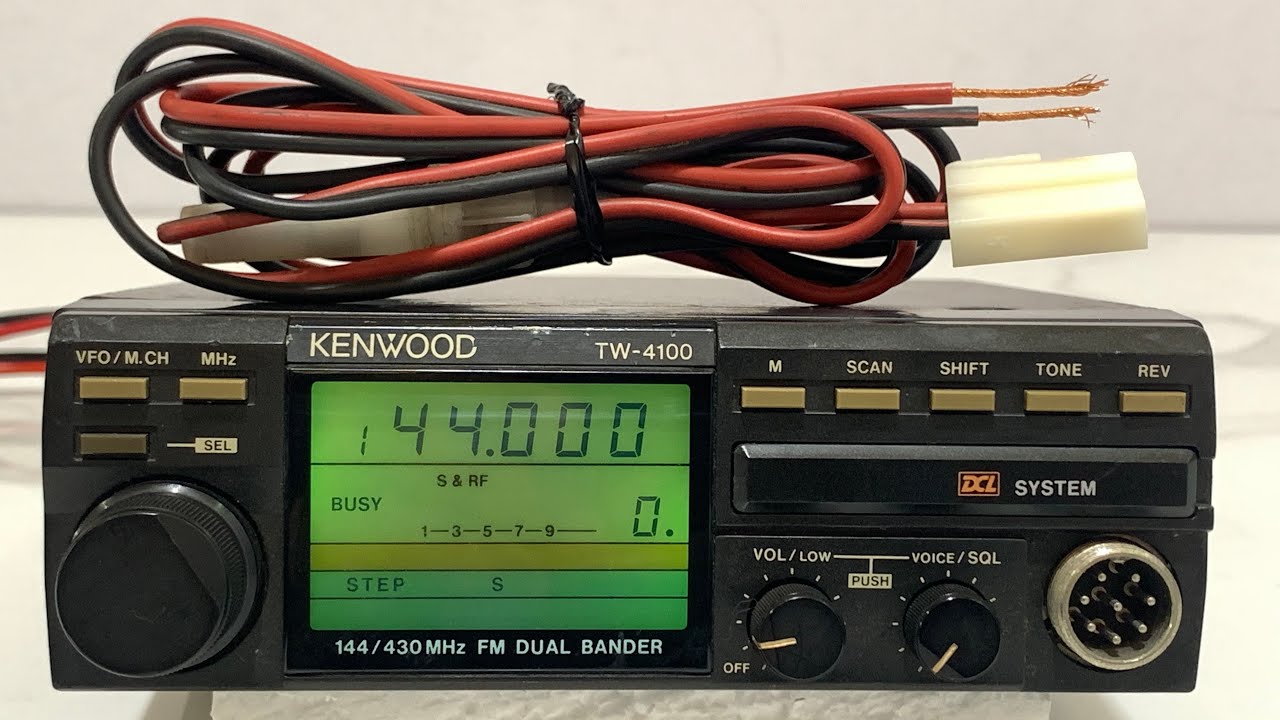 VFO/M.CH MHz
SEL
KENWOOD TW-4100
144.000
S & RF
BUSY 0.
1—3—5—7—9—
STEP S
144/430MHz FM DUAL BANDER
M SCAN SHIFT TONE REV
DCL SYSTEM
VOL/LOW VOICE/SQL
PUSH
OFF